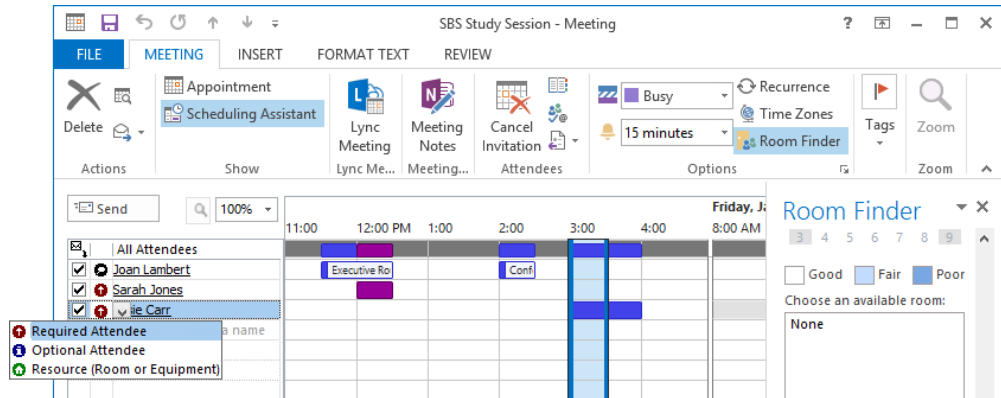 SBS Study Session - Meeting
?
FILE MEETING INSERT FORMAT TEXT REVIEW
Delete
Actions
Appointment
Scheduling Assistant
Show
Lync Meeting
Lync Me...
Meeting Notes
Meeting...
Cancel Invitation
Attendees
Busy
15 minutes
Recurrence
Time Zones
Room Finder
Options
Tags
Zoom
Zoom
Send
100%
Friday, Ja
11:00 12:00 PM 1:00 2:00 3:00 4:00 8:00 AM
All Attendees
Joan Lambert
Executive Ro
Conf
Sarah Jones
ie Carr
a name
Required Attendee
Optional Attendee
Resource (Room or Equipment)
Room Finder
3 4 5 6 7 8 9
Good Fair Poor
Choose an available room:
None